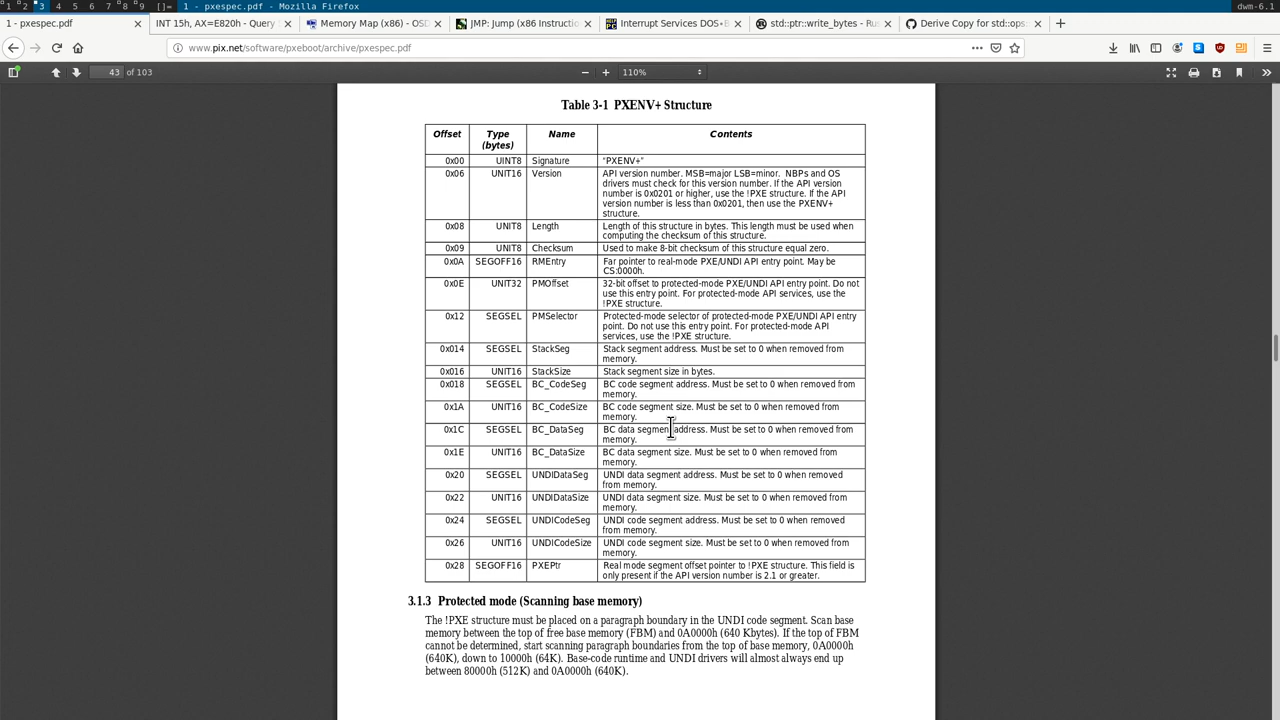 1 2 3 4 5 6 7 8 9 1 - pxespec.pdf - Mozilla Firefox dwm-6.1
1 - pxespec.pdf × INT 15h, AX=E820h - Query × Memory Map (x86) - OSD × JMP: Jump (x86 Instructio × Interrupt Services DOS+B × std::ptr::write_bytes - Ru × Derive Copy for std::ops: ×
www.pix.net/software/pxeboot/archive/pxespec.pdf
43 of 103 110%
Table 3-1 PXENV+ Structure
Offset Type Name Contents
(bytes)
0x00 UINT8 Signature "PXENV+"
0x06 UNIT16 Version API version number. MSB=major LSB=minor. NBPs and OS
drivers must check for this version number. If the API version
number is 0x0201 or higher, use the !PXE structure. If the API
version number is less than 0x0201, then use the PXENV+
structure.
0x08 UNIT8 Length Length of this structure in bytes. This length must be used when
computing the checksum of this structure.
0x09 UNIT8 Checksum Used to make 8-bit checksum of this structure equal zero.
0x0A SEGOFF16 RMEntry Far pointer to real-mode PXE/UNDI API entry point. May be
CS:0000h.
0x0E UNIT32 PMOffset 32-bit offset to protected-mode PXE/UNDI API entry point. Do not
use this entry point. For protected-mode API services, use the
!PXE structure.
0x12 SEGSEL PMSelector Protected-mode selector of protected-mode PXE/UNDI API entry
point. Do not use this entry point. For protected-mode API
services, use the !PXE structure.
0x014 SEGSEL StackSeg Stack segment address. Must be set to 0 when removed from
memory.
0x016 UNIT16 StackSize Stack segment size in bytes.
0x018 SEGSEL BC_CodeSeg BC code segment address. Must be set to 0 when removed from
memory.
0x1A UNIT16 BC_CodeSize BC code segment size. Must be set to 0 when removed from
memory.
0x1C SEGSEL BC_DataSeg BC data segment address. Must be set to 0 when removed from
memory.
0x1E UNIT16 BC_DataSize BC data segment size. Must be set to 0 when removed from
memory.
0x20 SEGSEL UNDIDataSeg UNDI data segment address. Must be set to 0 when removed
from memory.
0x22 UNIT16 UNDIDataSize UNDI data segment size. Must be set to 0 when removed from
memory.
0x24 SEGSEL UNDICodeSeg UNDI code segment address. Must be set to 0 when removed
from memory.
0x26 UNIT16 UNDICodeSize UNDI code segment size. Must be set to 0 when removed from
memory.
0x28 SEGOFF16 PXEPtr Real mode segment offset pointer to !PXE structure. This field is
only present if the API version number is 2.1 or greater.
3.1.3 Protected mode (Scanning base memory)
The !PXE structure must be placed on a paragraph boundary in the UNDI code segment. Scan base
memory between the top of free base memory (FBM) and 0A0000h (640 Kbytes). If the top of FBM
cannot be determined, start scanning paragraph boundaries from the top of base memory, 0A0000h
(640K), down to 10000h (64K). Base-code runtime and UNDI drivers will almost always end up
between 80000h (512K) and 0A0000h (640K).